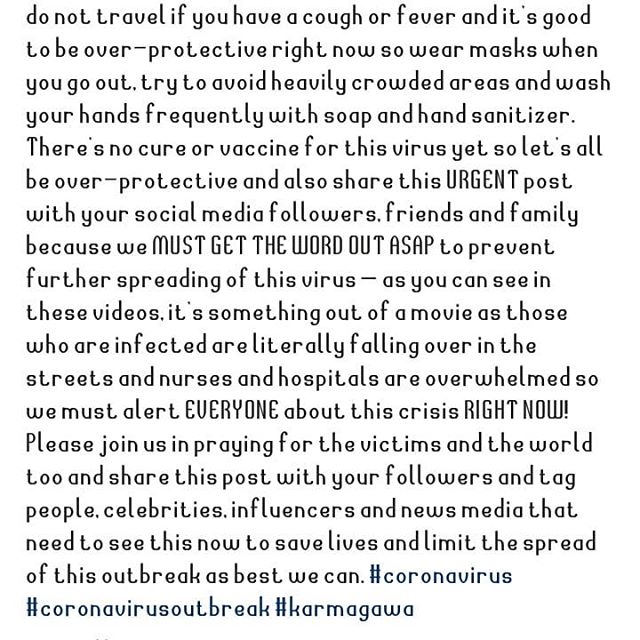 do not travel if you have a cough or fever and it's good
to be over-protective right now so wear masks when
you go out, try to avoid heavily crowded areas and wash
your hands frequently with soap and hand sanitizer.
There's no cure or vaccine for this virus yet so let's all
be over-protective and also share this URGENT post
with your social media followers, friends and family
because we MUST GET THE WORD OUT ASAP to prevent
further spreading of this virus - as you can see in
these videos, it's something out of a movie as those
who are infected are literally falling over in the
streets and nurses and hospitals are overwhelmed so
we must alert EVERYONE about this crisis RIGHT NOW!
Please join us in praying for the victims and the world
too and share this post with your followers and tag
people, celebrities, influencers and news media that
need to see this now to save lives and limit the spread
of this outbreak as best we can. #coronavirus
#coronavirusoutbreak #karmagawa